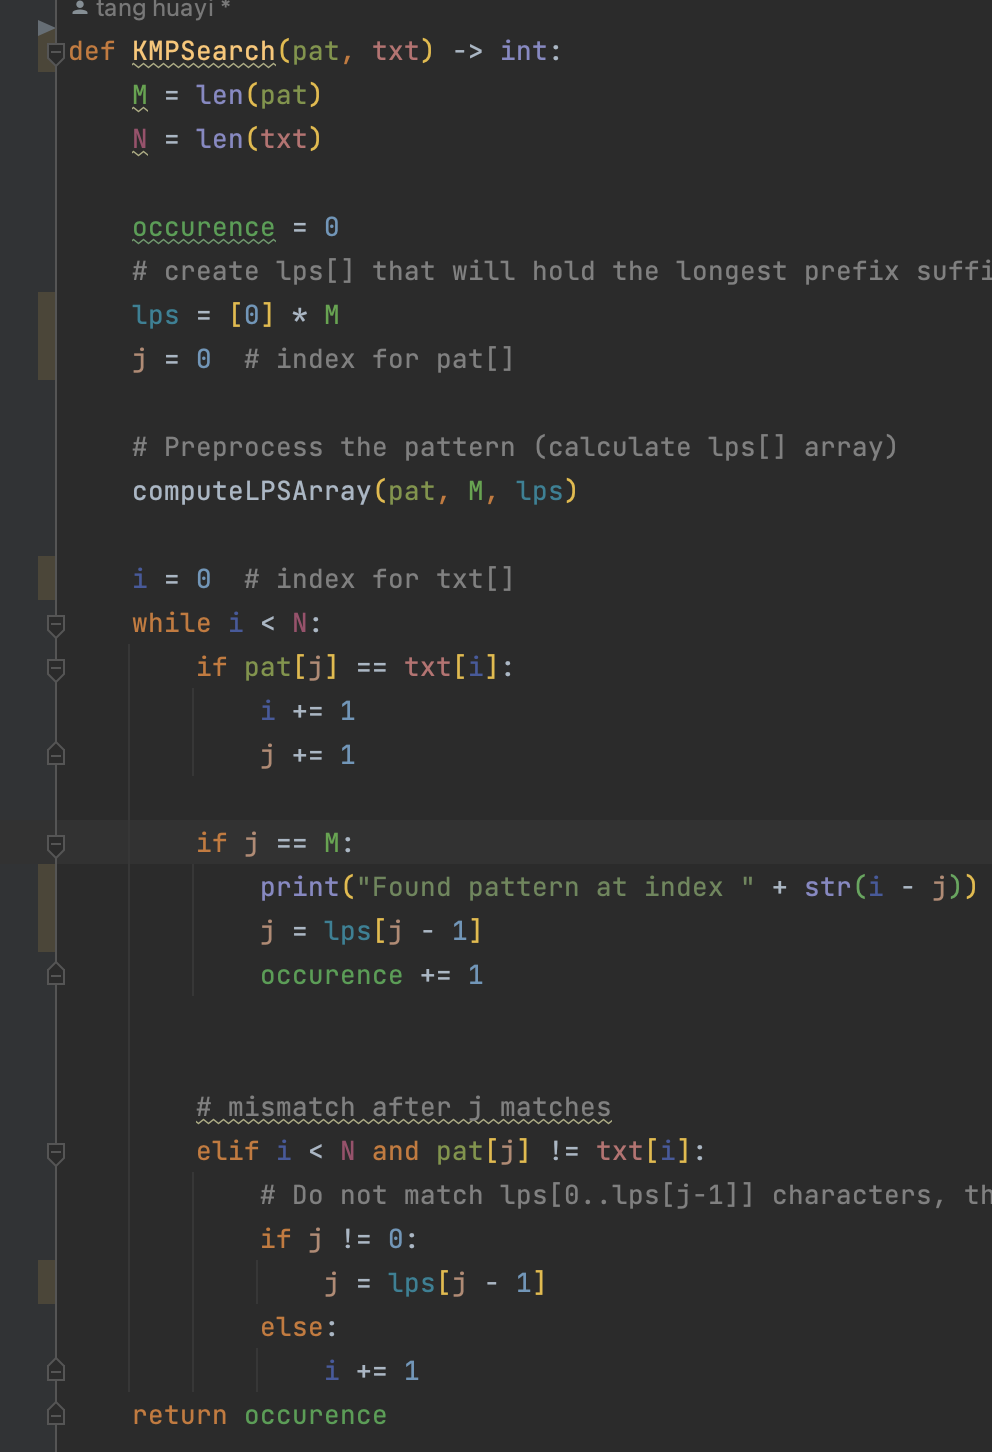 tang huayi *
def KMPSearch(pat, txt) -> int:
    M = len(pat)
    N = len(txt)

    occurence = 0
    # create lps[] that will hold the longest prefix suffi
    lps = [0] * M
    j = 0  # index for pat[]

    # Preprocess the pattern (calculate lps[] array)
    computeLPSArray(pat, M, lps)

    i = 0  # index for txt[]
    while i < N:
        if pat[j] == txt[i]:
            i += 1
            j += 1

        if j == M:
            print("Found pattern at index " + str(i - j))
            j = lps[j - 1]
            occurence += 1


        # mismatch after j matches
        elif i < N and pat[j] != txt[i]:
            # Do not match lps[0..lps[j-1]] characters, th
            if j != 0:
                j = lps[j - 1]
            else:
                i += 1
    return occurence